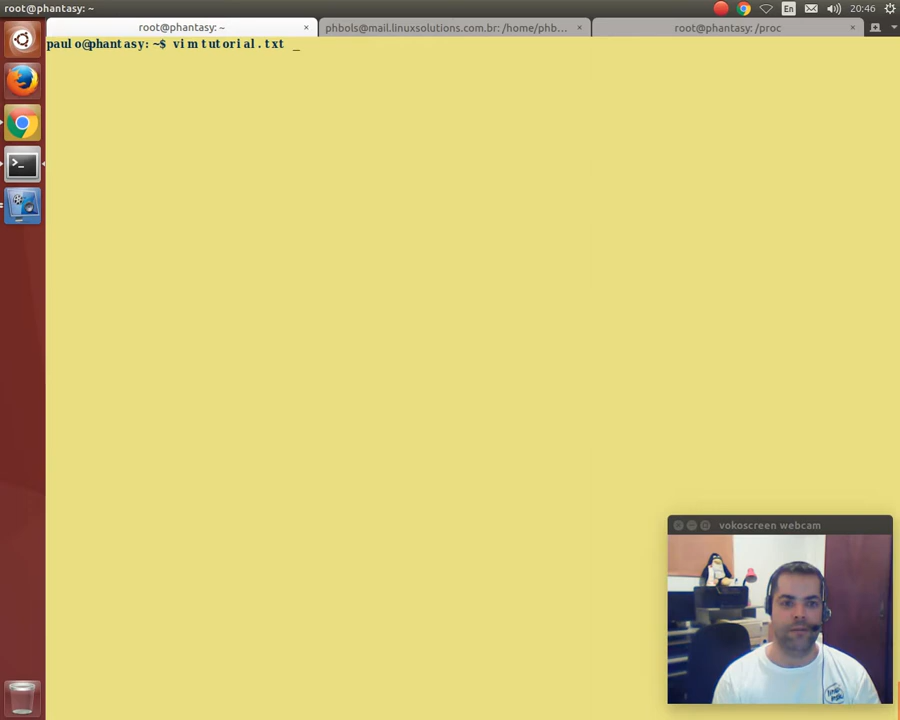 root@phantasy: ~
En
20:46
root@phantasy: ~ ×
phbols@mail.linuxsolutions.com.br: /home/phb... ×
root@phantasy: /proc ×
paulo@phantasy: ~$ vim tutorial.txt _
vokoscreen webcam